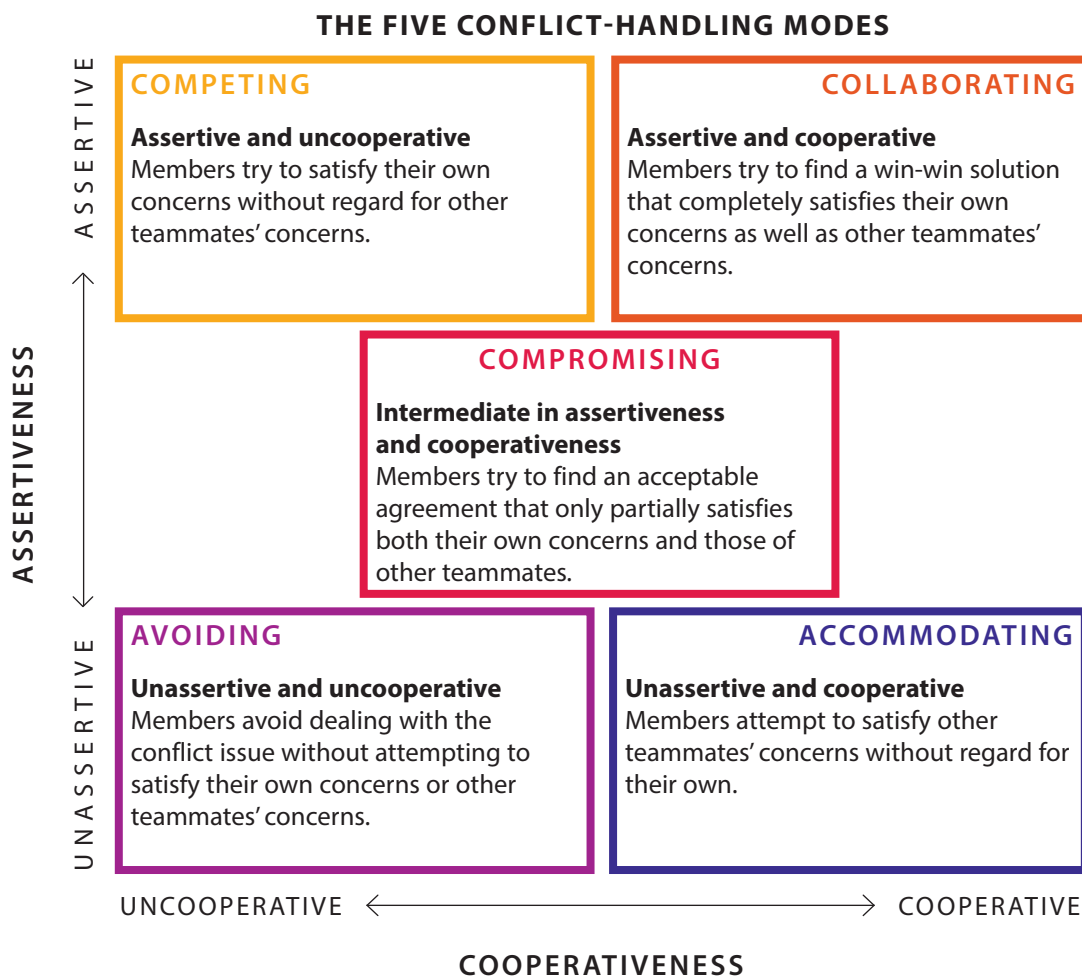 THE FIVE CONFLICT-HANDLING MODES
ASSERTIVE
COMPETING
Assertive and uncooperative
Members try to satisfy their own
concerns without regard for other
teammates’ concerns.
COLLABORATING
Assertive and cooperative
Members try to find a win-win solution
that completely satisfies their own
concerns as well as other teammates’
concerns.
ASSERTIVENESS
COMPROMISING
Intermediate in assertiveness
and cooperativeness
Members try to find an acceptable
agreement that only partially satisfies
both their own concerns and those of
other teammates.
UNASSERTIVE
AVOIDING
Unassertive and uncooperative
Members avoid dealing with the
conflict issue without attempting to
satisfy their own concerns or other
teammates’ concerns.
ACCOMMODATING
Unassertive and cooperative
Members attempt to satisfy other
teammates’ concerns without regard for
their own.
UNCOOPERATIVE
COOPERATIVE
COOPERATIVENESS